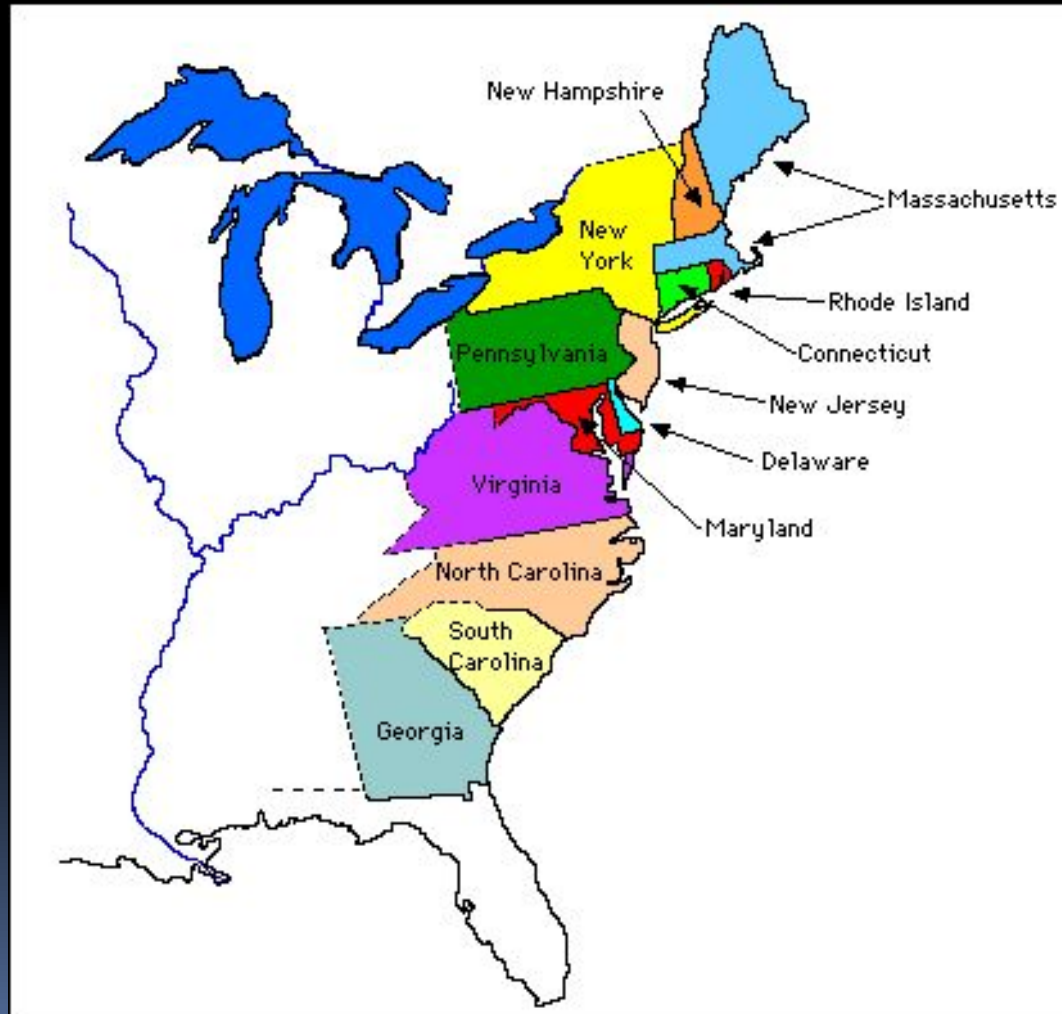 New Hampshire
Massachusetts
New
York
Rhode Island
Connecticut
Pennsylvania
New Jersey
Delaware
Virginia
Maryland
North Carolina
South
Carolina
Georgia